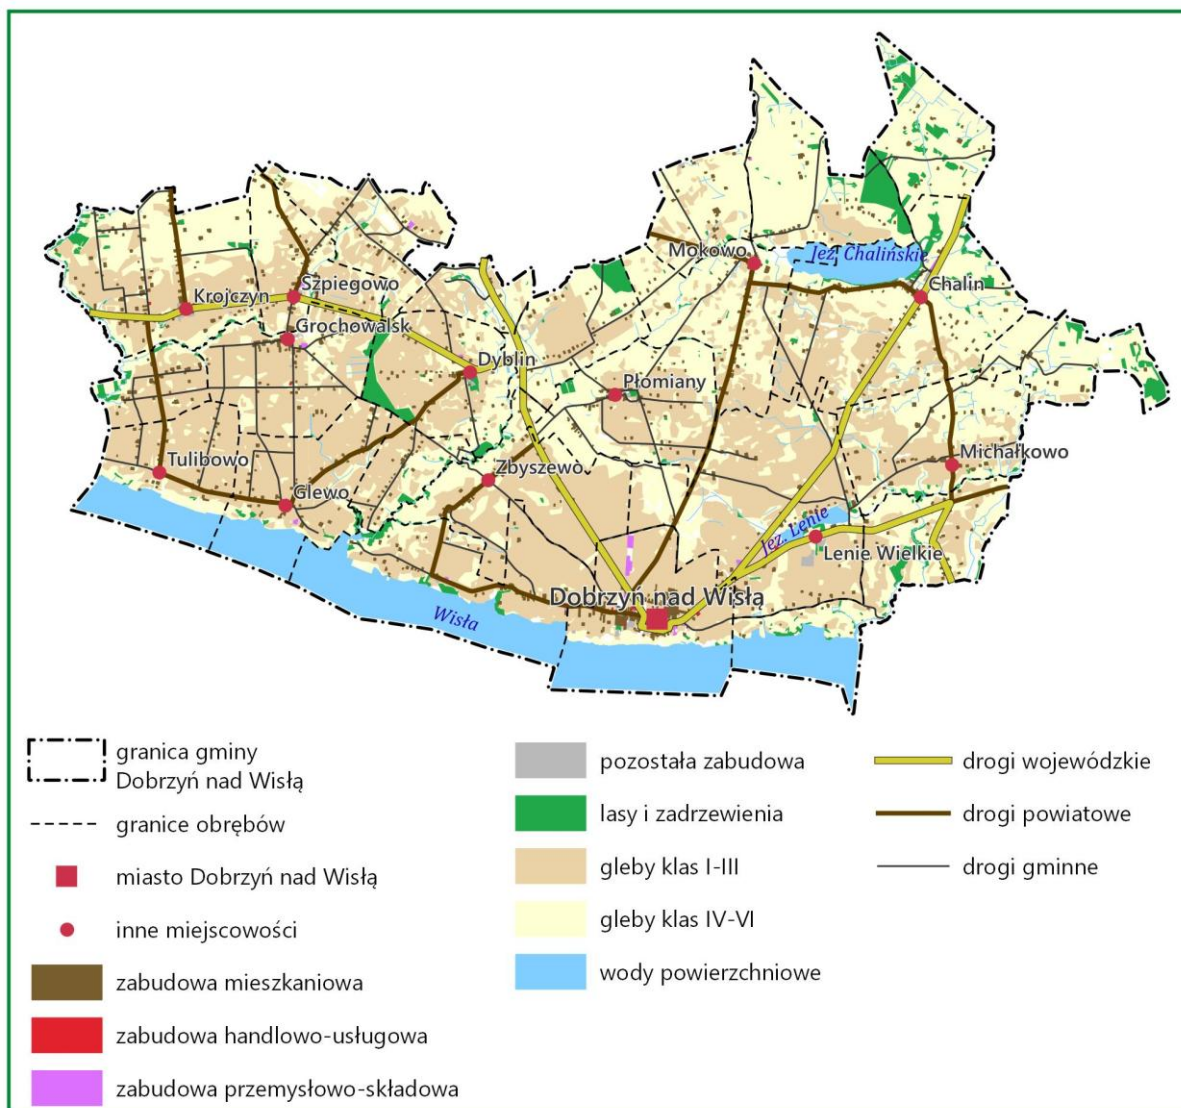 Mokowo
Jez. Chalińskie
Chalin
Szpiegowo
Krojczyn
Grochowalsk
Dyblin
Płomiany
Michałkowo
Tulibowo
Zbyszewo
Glewo
Jez. Lenie
Lenie Wielkie
Dobrzyń nad Wisłą
Wisła
granica gminy
Dobrzyń nad Wisłą
granice obrębów
miasto Dobrzyń nad Wisłą
inne miejscowości
zabudowa mieszkaniowa
zabudowa handlowo-usługowa
zabudowa przemysłowo-składowa
pozostała zabudowa
lasy i zadrzewienia
gleby klas I-III
gleby klas IV-VI
wody powierzchniowe
drogi wojewódzkie
drogi powiatowe
drogi gminne